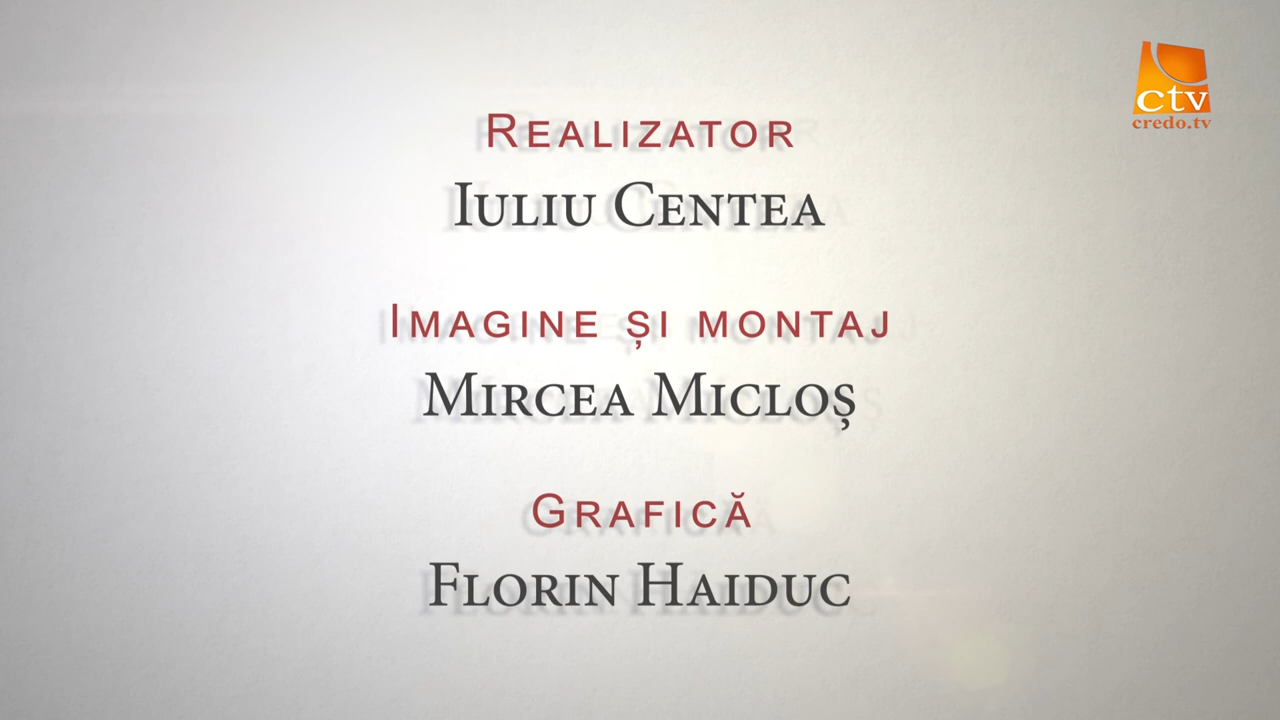 Realizator
Iuliu Centea
Imagine și montaj
Mircea Micloș
Grafică
Florin Haiduc
ctv
credo.tv